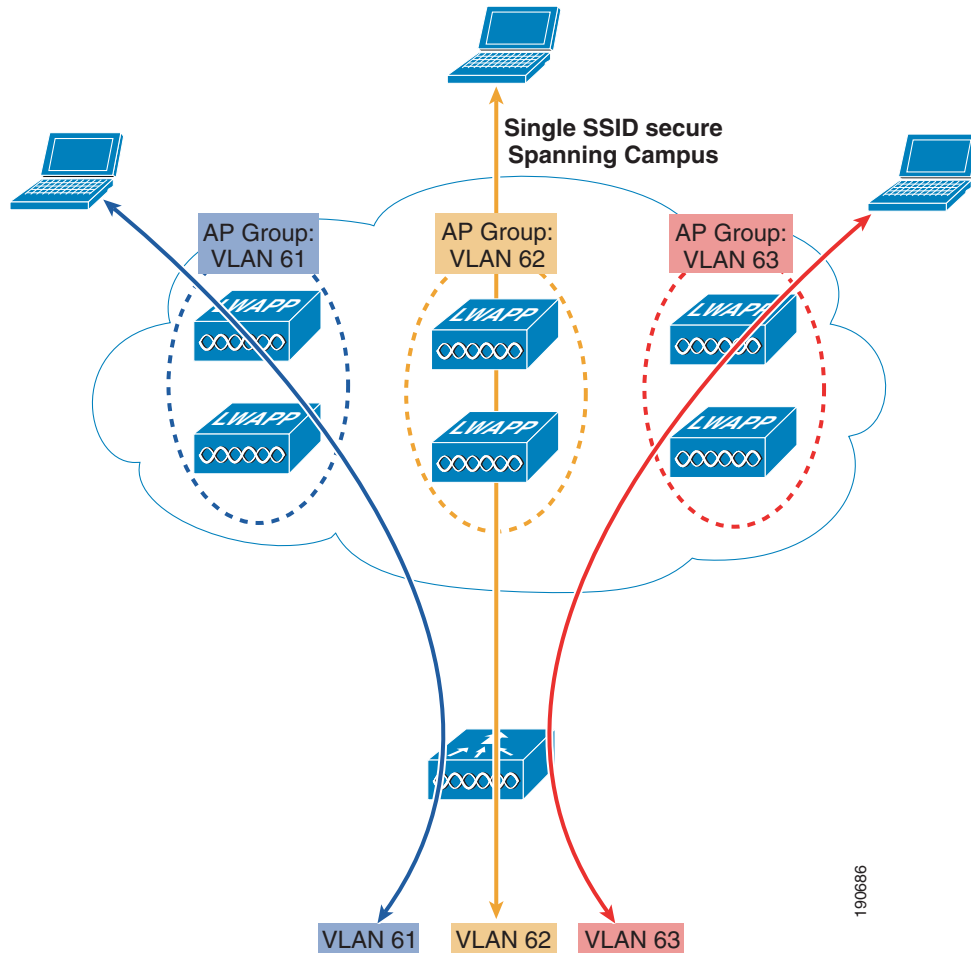 Single SSID secure
Spanning Campus
AP Group:
VLAN 61
AP Group:
VLAN 62
AP Group:
VLAN 63
LWAPP
LWAPP
LWAPP
LWAPP
LWAPP
LWAPP
190686
VLAN 61
VLAN 62
VLAN 63